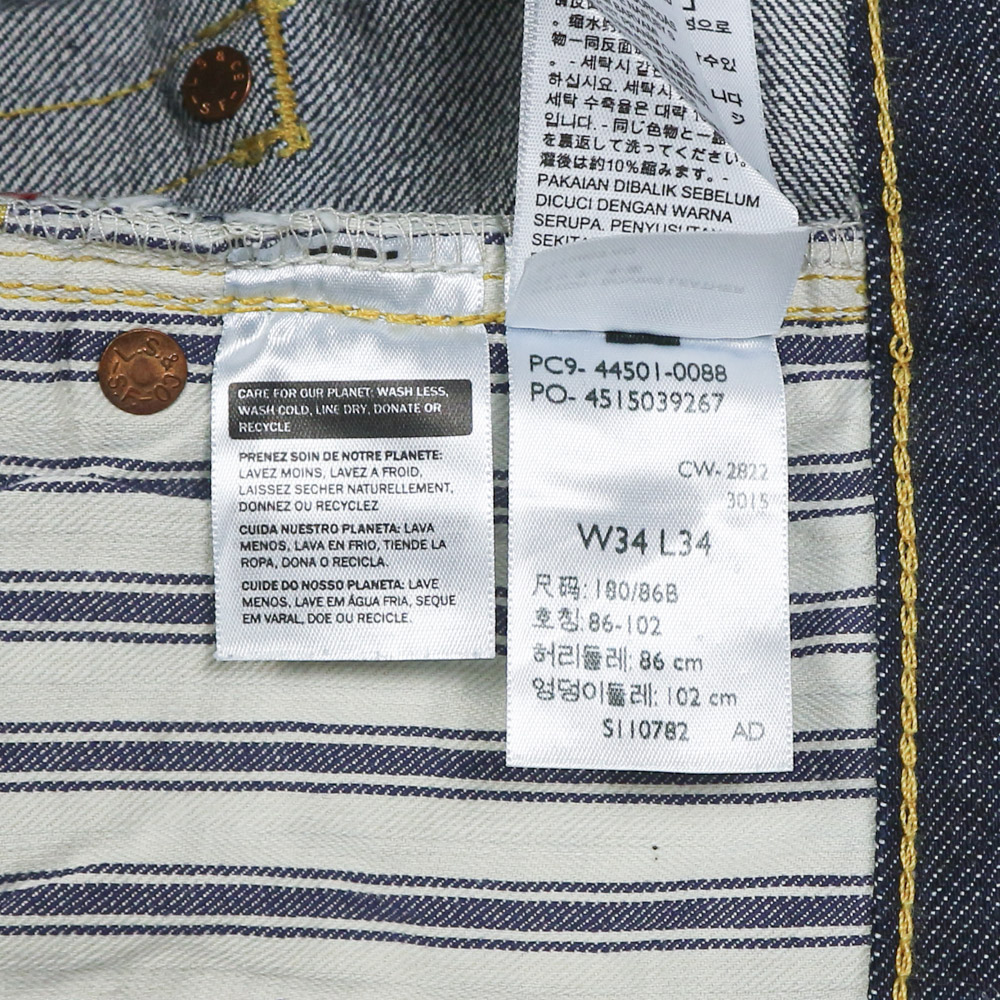 。缩水约
物一同反面
。- 세탁시 같은
하십시요. 세탁시
세탁 수축율은 대략
입니다. - 同じ色物と一緒
を裏返して洗ってください。
濯後は約10%縮みます。-
PAKAIAN DIBALIK SEBELUM
DICUCI DENGAN WARNA
SERUPA. PENYUSUTAN
CARE FOR OUR PLANET: WASH LESS,
WASH COLD, LINE DRY, DONATE OR
RECYCLE
PRENEZ SOIN DE NOTRE PLANETE:
LAVEZ MOINS, LAVEZ A FROID,
LAISSEZ SECHER NATURELLEMENT,
DONNEZ OU RECYCLEZ
CUIDA NUESTRO PLANETA: LAVA
MENOS, LAVA EN FRIO, TIENDE LA
ROPA, DONA O RECICLA.
CUIDE DO NOSSO PLANETA: LAVE
MENOS, LAVE EM ÁGUA FRIA, SEQUE
EM VARAL, DOE OU RECICLE.
PC9- 44501-0088
PO- 4515039267
CW- 2822
3015
W34 L34
尺码: 180/86B
호칭: 86-102
허리둘레: 86 cm
엉덩이둘레: 102 cm
S110782 AD